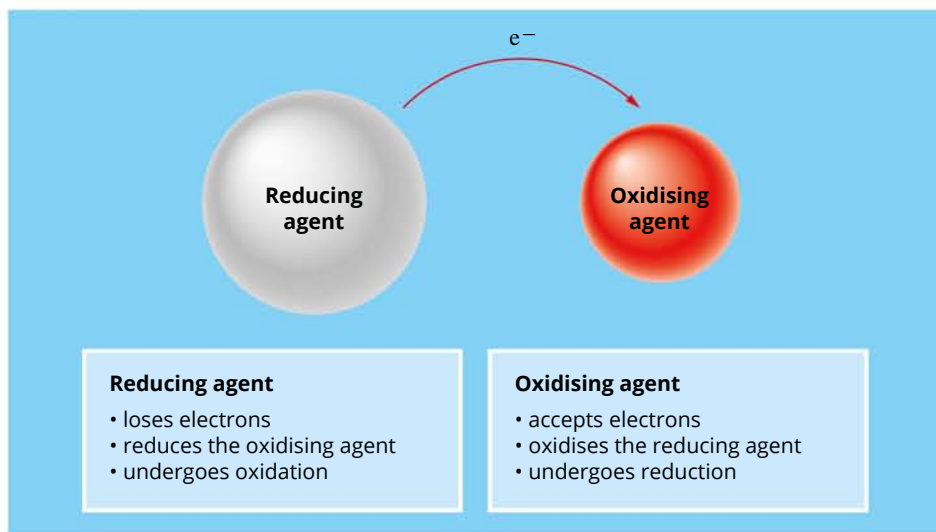 e−
Reducing
agent
Oxidising
agent
Reducing agent
• loses electrons
• reduces the oxidising agent
• undergoes oxidation
Oxidising agent
• accepts electrons
• oxidises the reducing agent
• undergoes reduction